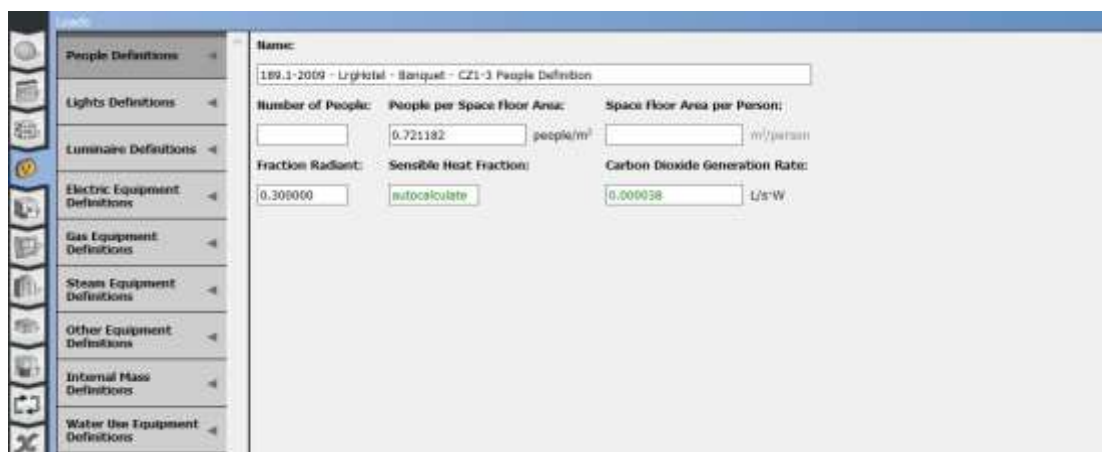 Loads
People Definitions
Lights Definitions
Luminaire Definitions
Electric Equipment
Definitions
Gas Equipment
Definitions
Steam Equipment
Definitions
Other Equipment
Definitions
Internal Mass
Definitions
Water Use Equipment
Definitions
Name:
189.1-2009 - LrgHotel - Banquet - CZ1-3 People Definition
Number of People: People per Space Floor Area: Space Floor Area per Person:
0.721182 people/m² m²/person
Fraction Radiant: Sensible Heat Fraction: Carbon Dioxide Generation Rate:
0.300000 autocalculate 0.000038 L/s·W